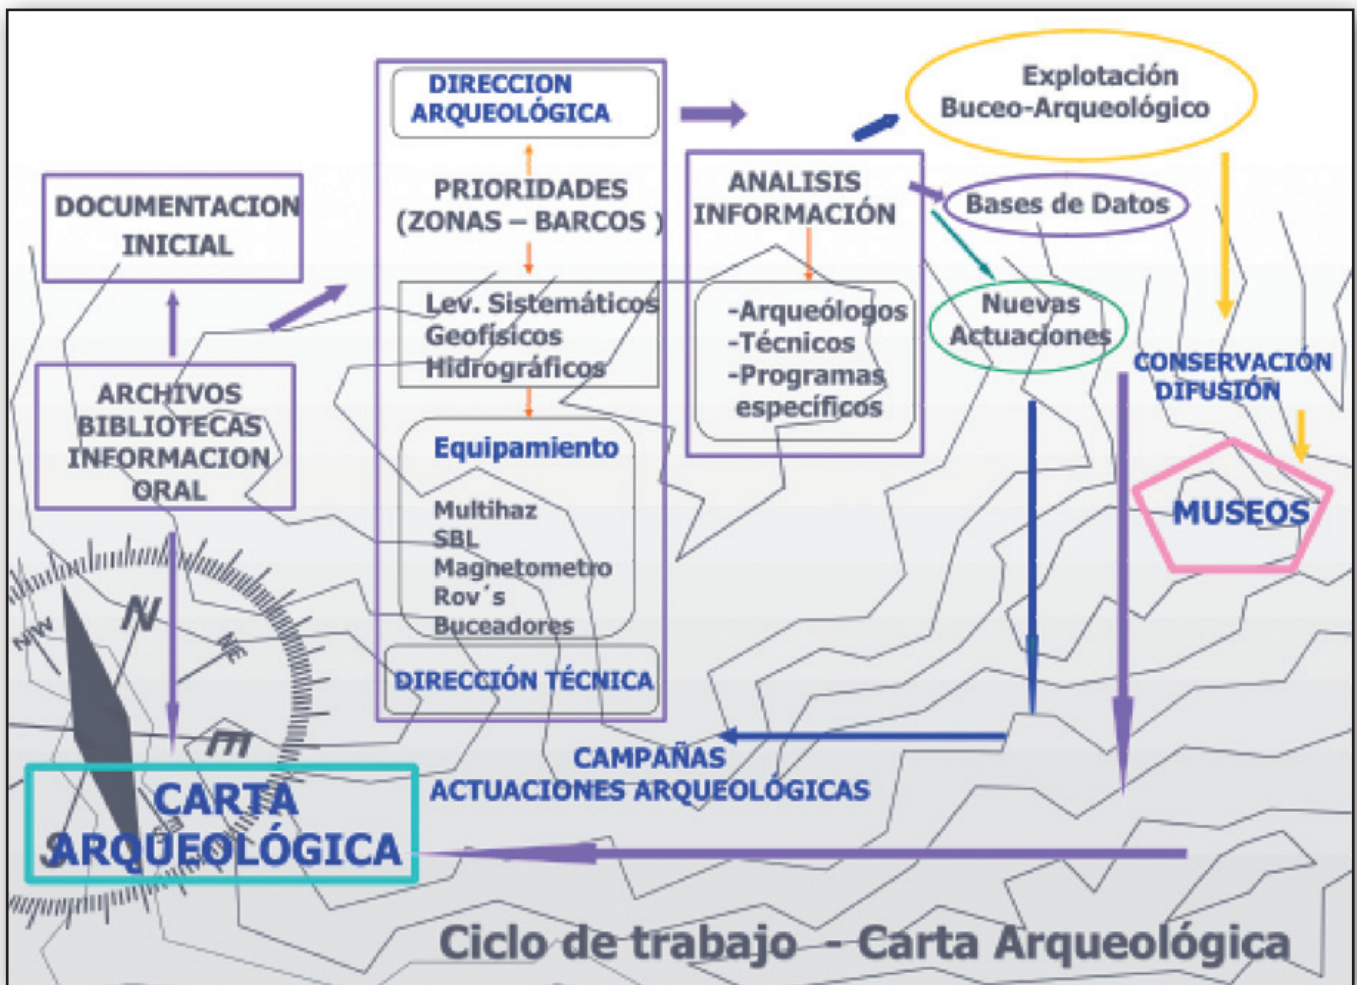 DIRECCION
ARQUEOLÓGICA
PRIORIDADES
(ZONAS – BARCOS )
Lev. Sistemáticos
Geofísicos
Hidrográficos
Equipamiento
Multihaz
SBL
Magnetometro
Rov´s
Buceadores
DIRECCIÓN TÉCNICA
DOCUMENTACION
INICIAL
ARCHIVOS
BIBLIOTECAS
INFORMACION
ORAL
ANALISIS
INFORMACIÓN
-Arqueólogos
-Técnicos
-Programas
específicos
Explotación
Buceo-Arqueológico
Bases de Datos
Nuevas
Actuaciones
CONSERVACIÓN
DIFUSIÓN
MUSEOS
CAMPAÑAS
ACTUACIONES ARQUEOLÓGICAS
NW
N
NE
E
S
CARTA
ARQUEOLÓGICA
Ciclo de trabajo - Carta Arqueológica